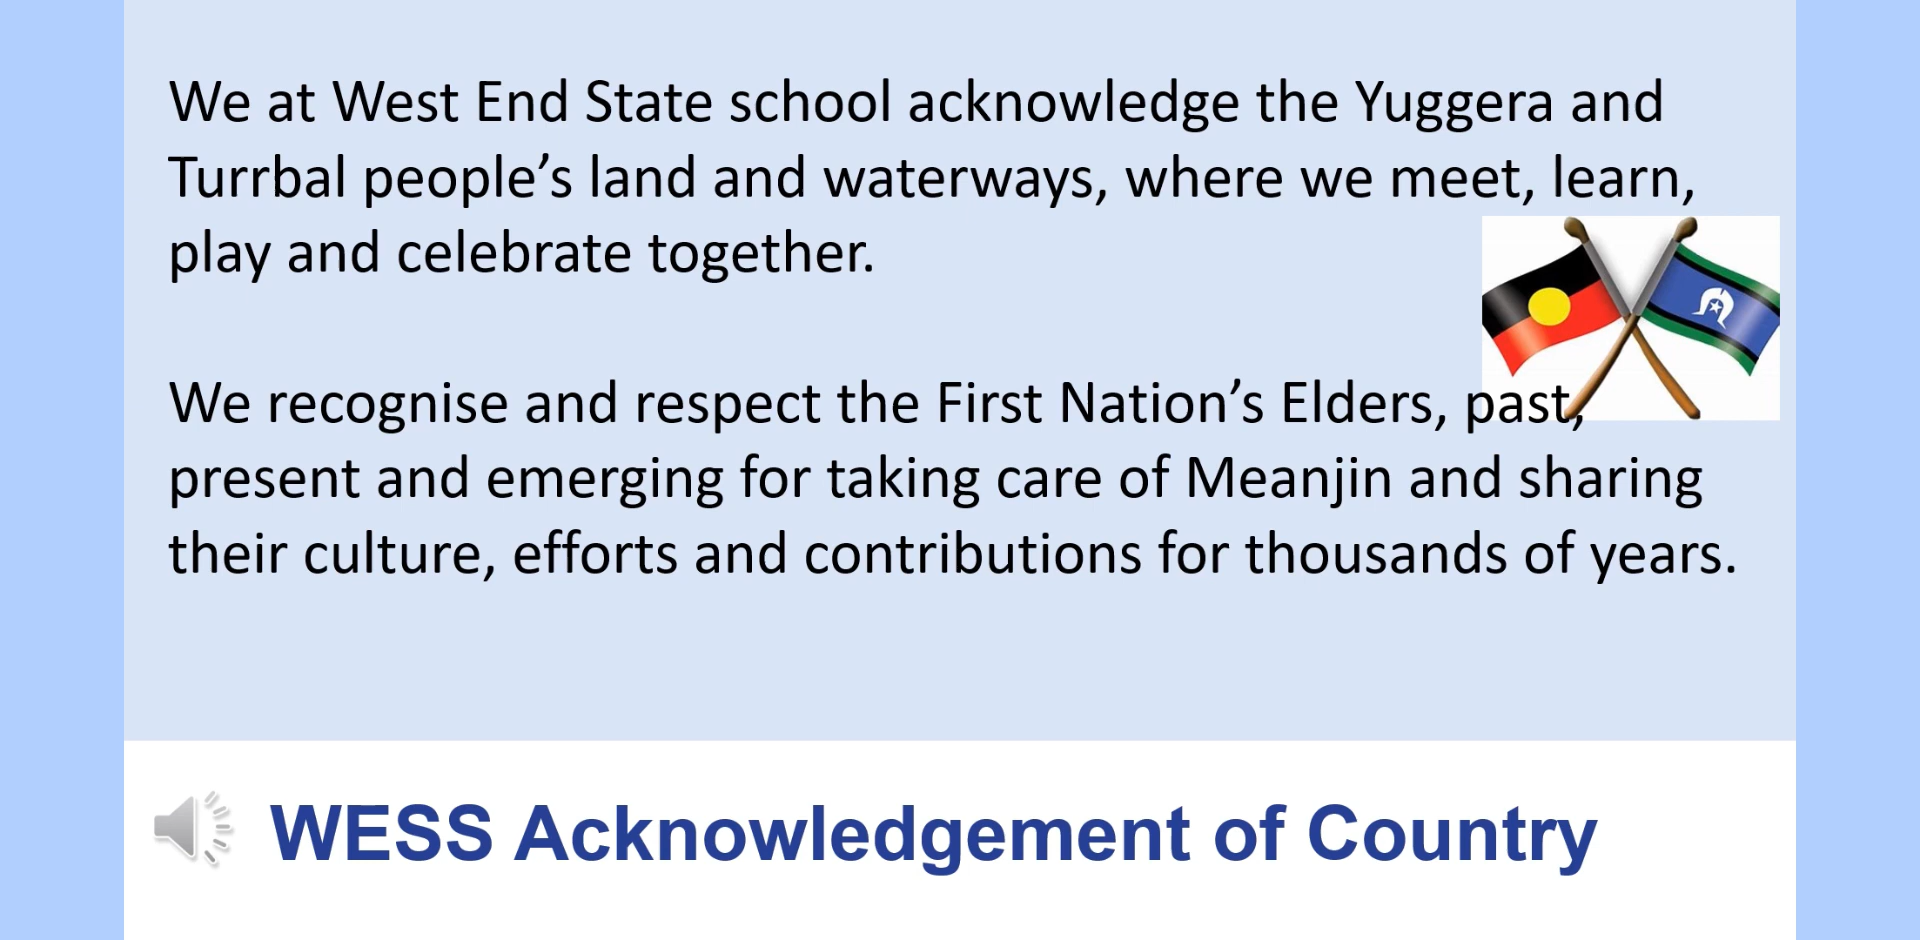 We at West End State school acknowledge the Yuggera and
Turrbal people’s land and waterways, where we meet, learn,
play and celebrate together.
We recognise and respect the First Nation’s Elders, past,
present and emerging for taking care of Meanjin and sharing
their culture, efforts and contributions for thousands of years.
WESS Acknowledgement of Country